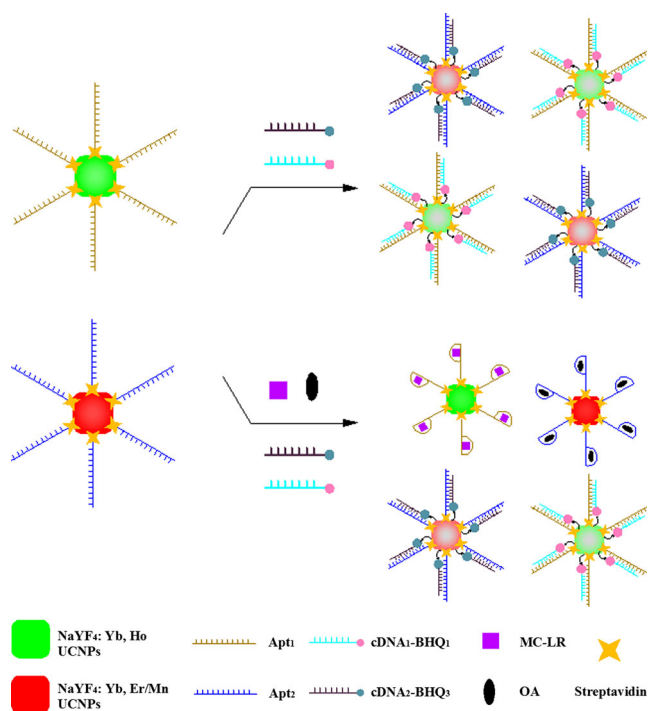 NaYF₄: Yb, Ho
UCNPs
Apt₁
cDNA₁-BHQ₁
MC-LR
NaYF₄: Yb, Er/Mn
UCNPs
Apt₂
cDNA₂-BHQ₃
OA
Streptavidin